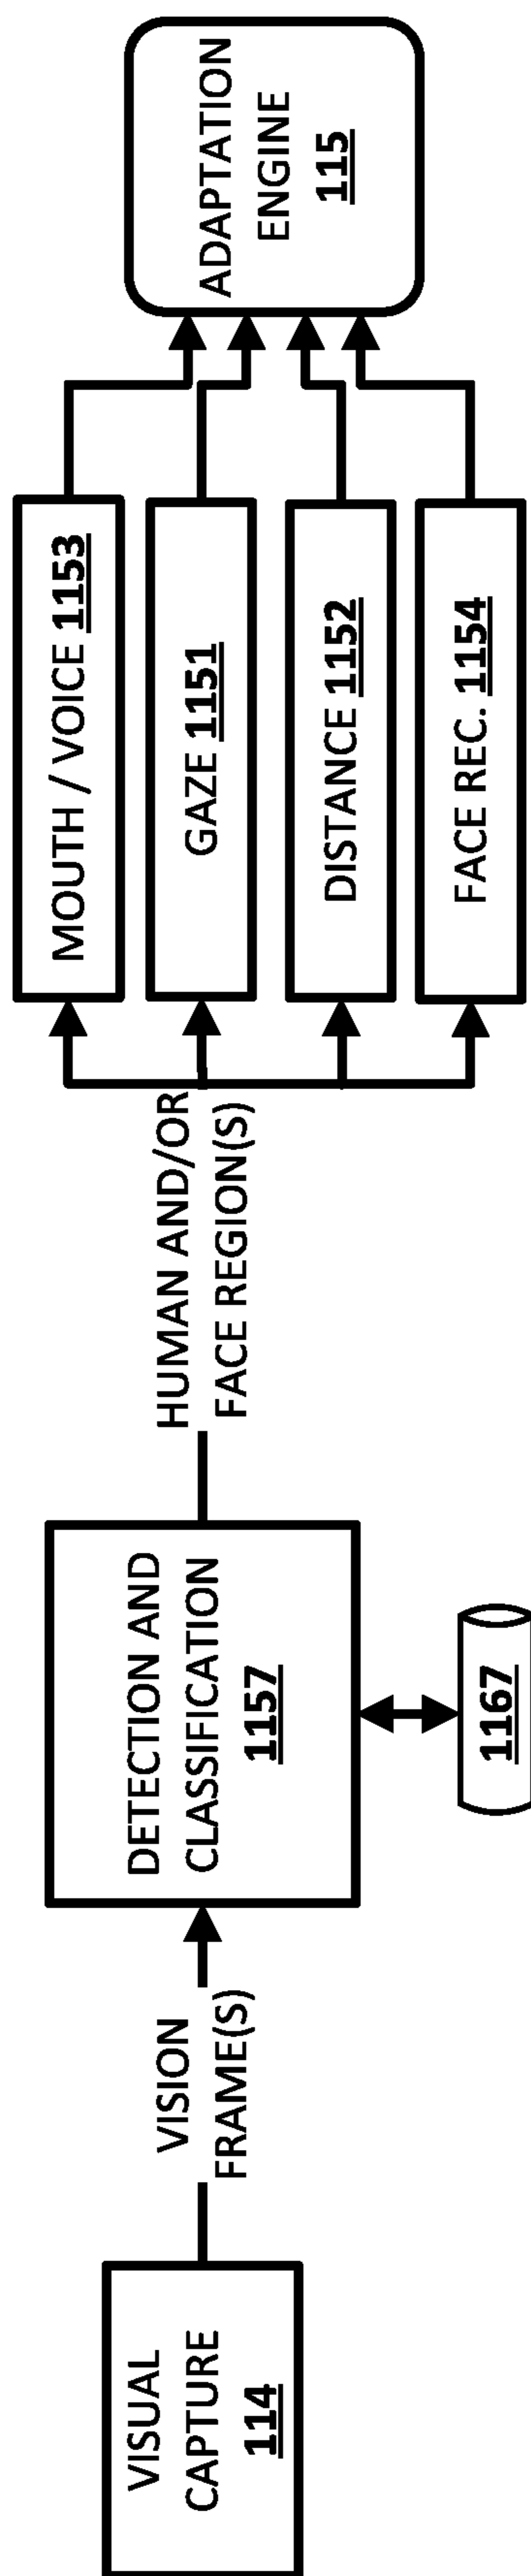 VISUAL
CAPTURE
114
VISION
FRAME(S)
DETECTION AND
CLASSIFICATION
1157
1167
HUMAN AND/OR
FACE REGION(S)
MOUTH / VOICE 1153
GAZE 1151
DISTANCE 1152
FACE REC. 1154
ADAPTATION
ENGINE
115